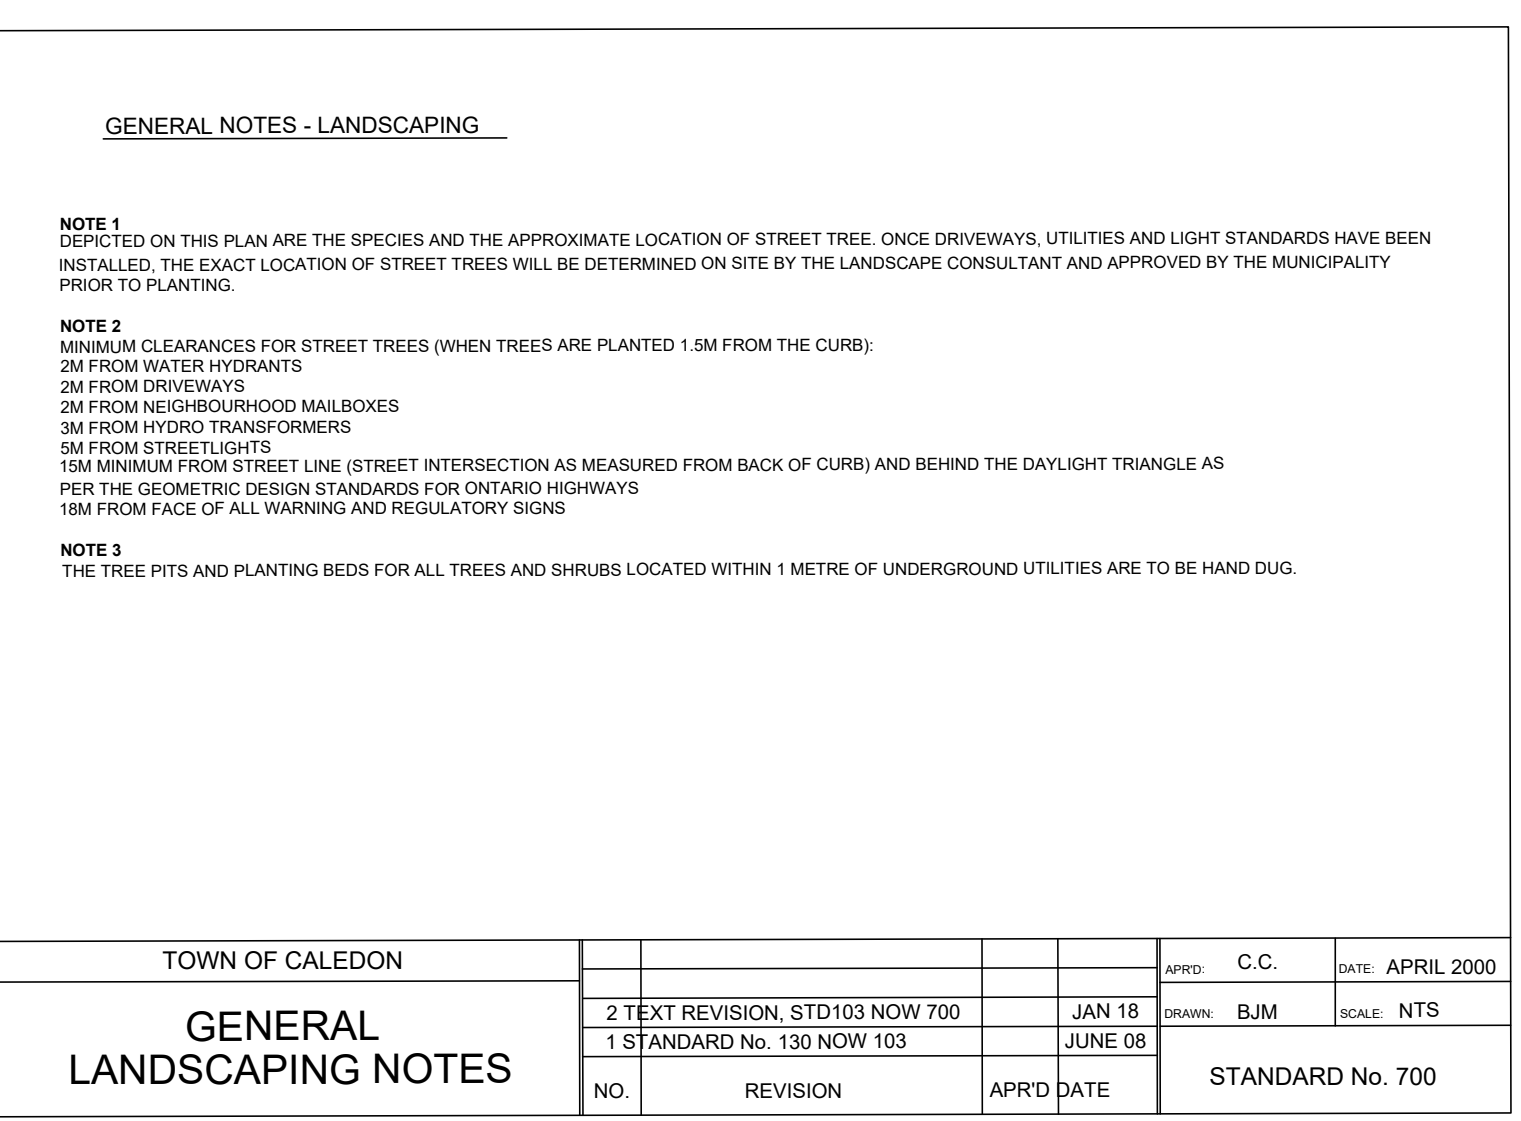 GENERAL NOTES - LANDSCAPING
NOTE 1
DEPICTED ON THIS PLAN ARE THE SPECIES AND THE APPROXIMATE LOCATION OF STREET TREE. ONCE DRIVEWAYS, UTILITIES AND LIGHT STANDARDS HAVE BEEN
INSTALLED, THE EXACT LOCATION OF STREET TREES WILL BE DETERMINED ON SITE BY THE LANDSCAPE CONSULTANT AND APPROVED BY THE MUNICIPALITY
PRIOR TO PLANTING.
NOTE 2
MINIMUM CLEARANCES FOR STREET TREES (WHEN TREES ARE PLANTED 1.5M FROM THE CURB):
2M FROM WATER HYDRANTS
2M FROM DRIVEWAYS
2M FROM NEIGHBOURHOOD MAILBOXES
3M FROM HYDRO TRANSFORMERS
5M FROM STREETLIGHTS
15M MINIMUM FROM STREET LINE (STREET INTERSECTION AS MEASURED FROM BACK OF CURB) AND BEHIND THE DAYLIGHT TRIANGLE AS
PER THE GEOMETRIC DESIGN STANDARDS FOR ONTARIO HIGHWAYS
18M FROM FACE OF ALL WARNING AND REGULATORY SIGNS
NOTE 3
THE TREE PITS AND PLANTING BEDS FOR ALL TREES AND SHRUBS LOCATED WITHIN 1 METRE OF UNDERGROUND UTILITIES ARE TO BE HAND DUG.
TOWN OF CALEDON
GENERAL
LANDSCAPING NOTES
2 TEXT REVISION, STD103 NOW 700 JAN 18
1 STANDARD No. 130 NOW 103 JUNE 08
NO. REVISION APR'D DATE
APR'D: C.C. DATE: APRIL 2000
DRAWN: BJM SCALE: NTS
STANDARD No. 700